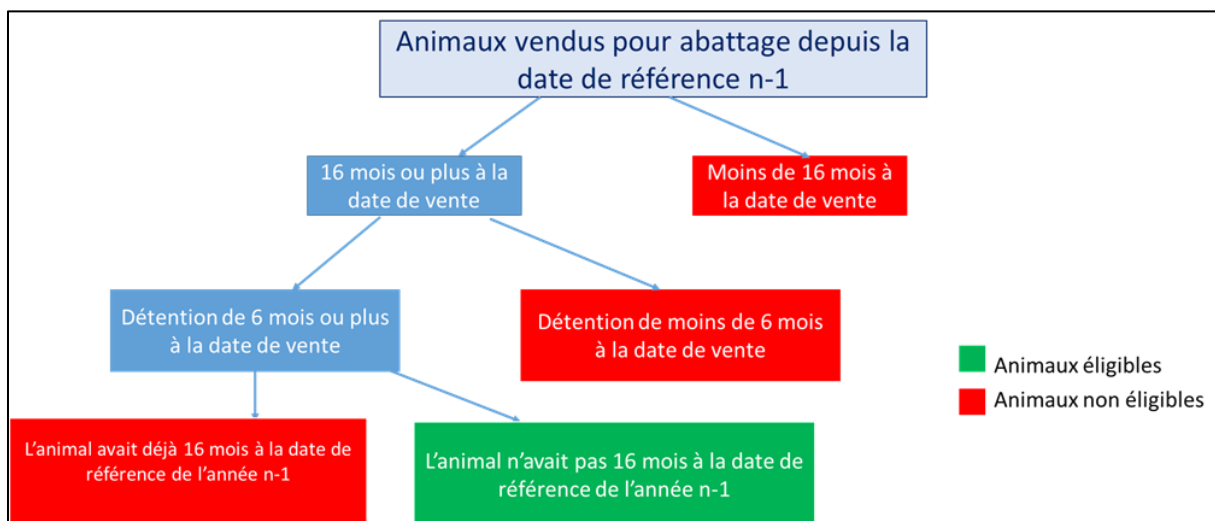 Animaux vendus pour abattage depuis la
date de référence n-1
16 mois ou plus à la
date de vente
Moins de 16 mois à
la date de vente
Détention de 6 mois ou plus
à la date de vente
Détention de moins de 6 mois
à la date de vente
Animaux éligibles
Animaux non éligibles
L'animal avait déjà 16 mois à la date de
référence de l'année n-1
L'animal n'avait pas 16 mois à la date de
référence de l'année n-1